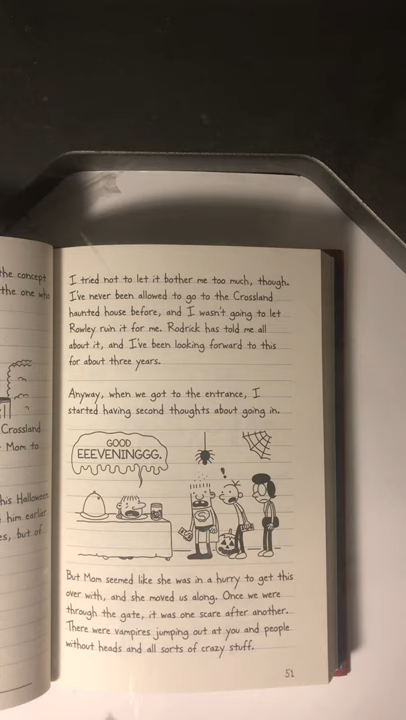 the concept
the one who
Crossland
Mom to
his Halloween
him earlier
es, but of
I tried not to let it bother me too much, though.
I've never been allowed to go to the Crossland
haunted house before, and I wasn't going to let
Rowley ruin it for me. Rodrick has told me all
about it, and I've been looking forward to this
for about three years.
Anyway, when we got to the entrance, I
started having second thoughts about going in.
GOOD
EEEVENINGGG.
S
!
But Mom seemed like she was in a hurry to get this
over with, and she moved us along. Once we were
through the gate, it was one scare after another.
There were vampires jumping out at you and people
without heads and all sorts of crazy stuff.
51